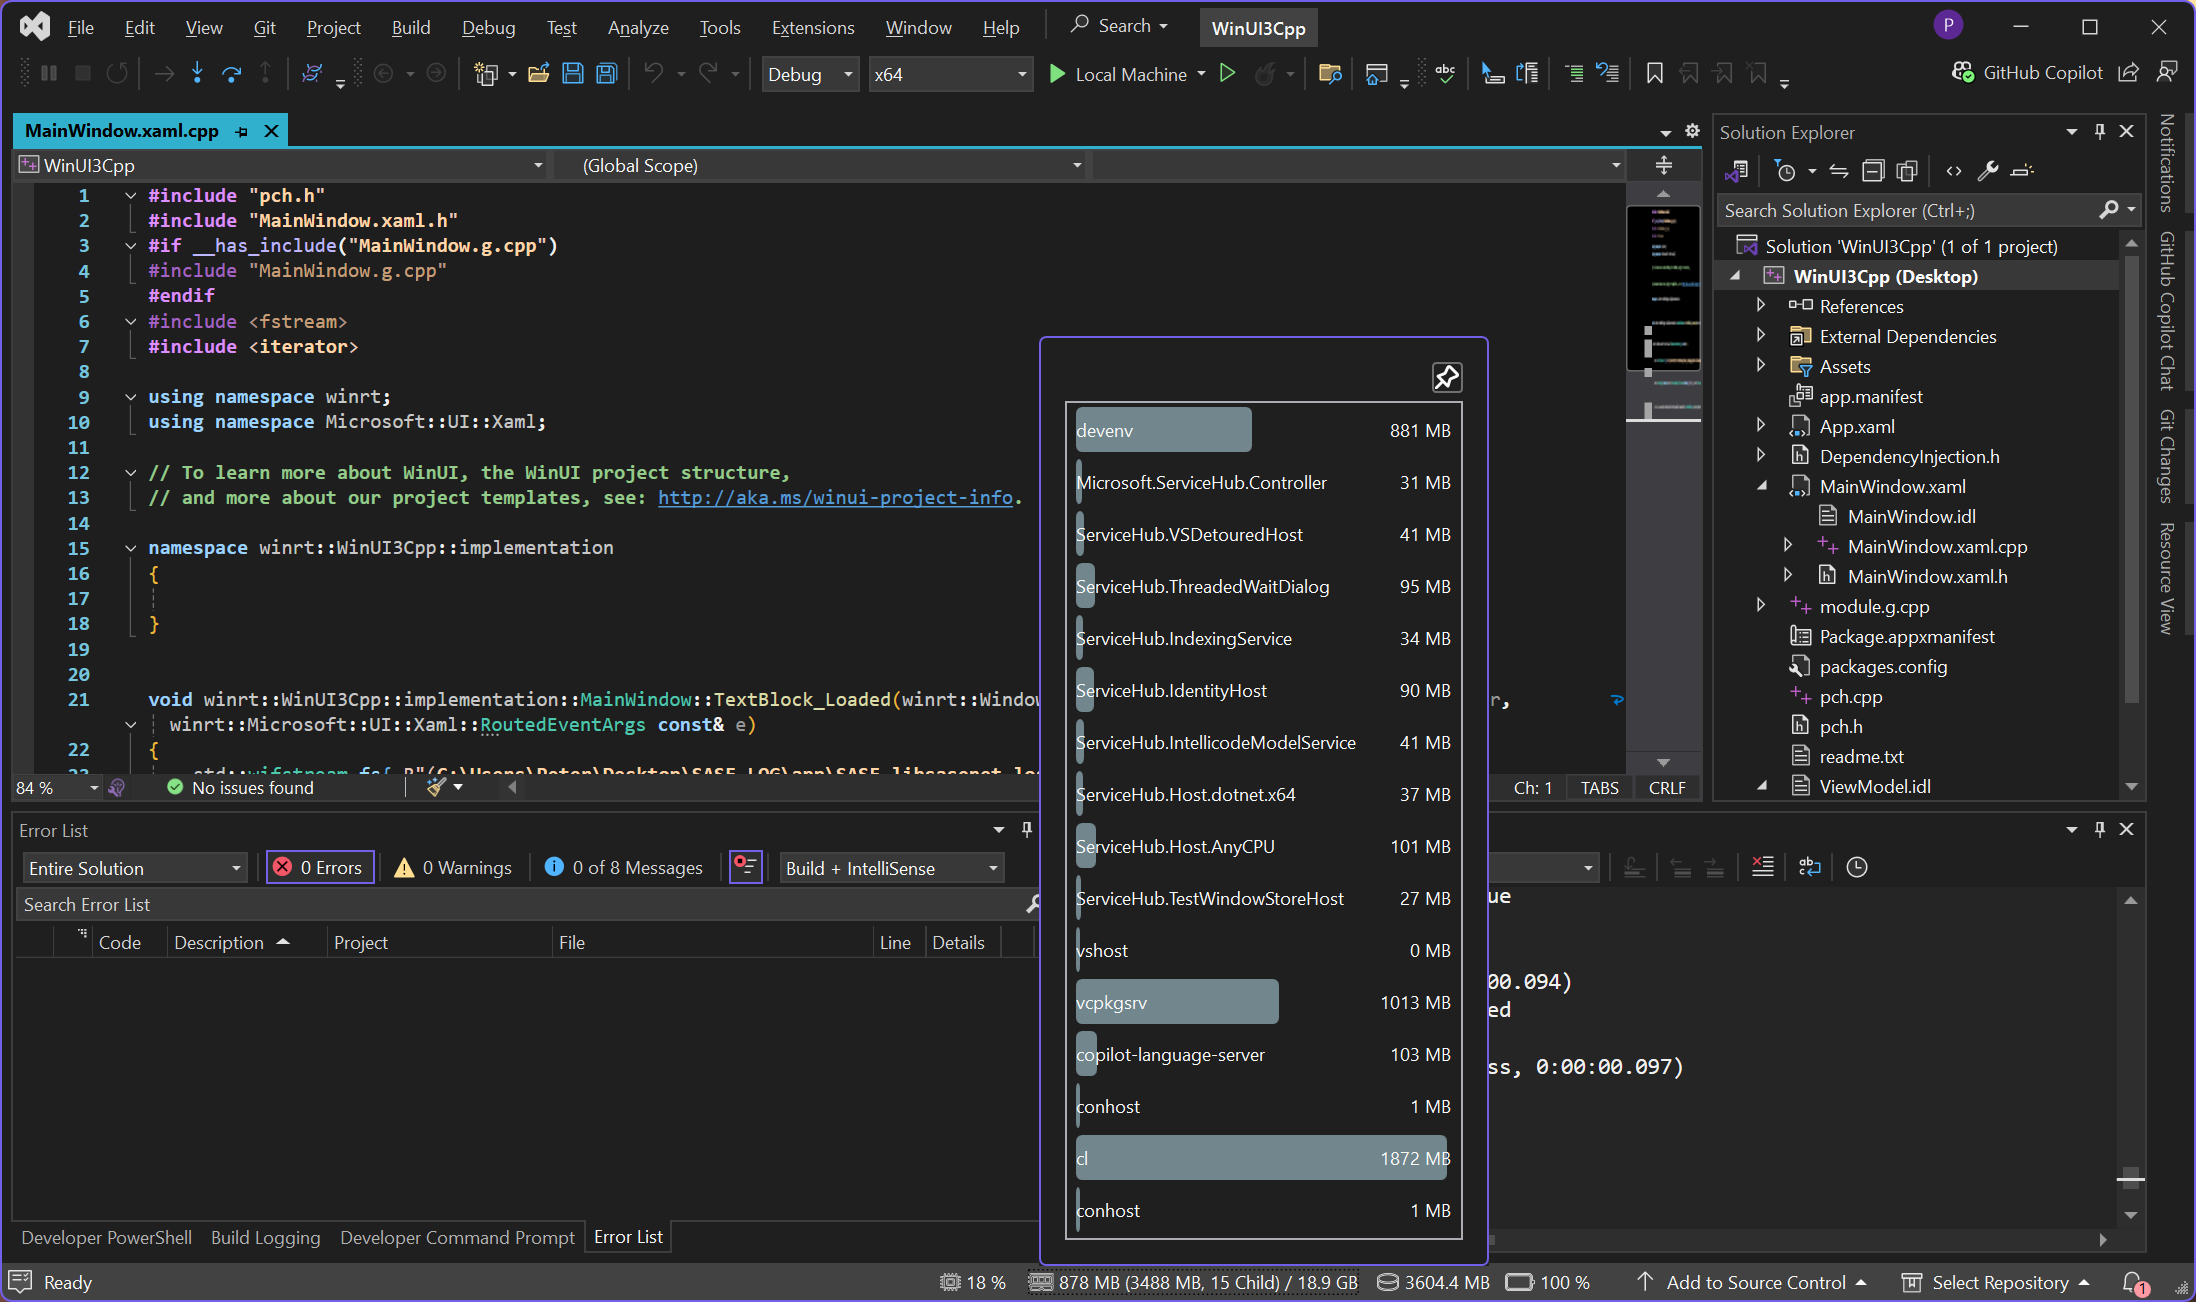 File Edit View Git Project Build Debug Test Analyze Tools Extensions Window Help Search WinUI3Cpp P
Debug x64 Local Machine GitHub Copilot
MainWindow.xaml.cpp
WinUI3Cpp (Global Scope)
1 #include "pch.h"
2 #include "MainWindow.xaml.h"
3 #if __has_include("MainWindow.g.cpp")
4 #include "MainWindow.g.cpp"
5 #endif
6 #include <fstream>
7 #include <iterator>
8
9 using namespace winrt;
10 using namespace Microsoft::UI::Xaml;
11
12 // To learn more about WinUI, the WinUI project structure,
13 // and more about our project templates, see: http://aka.ms/winui-project-info.
14
15 namespace winrt::WinUI3Cpp::implementation
16 {
17
18 }
19
20
21 void winrt::WinUI3Cpp::implementation::MainWindow::TextBlock_Loaded(winrt::Window r,
winrt::Microsoft::UI::Xaml::RoutedEventArgs const& e)
22 {
84 % No issues found Ch: 1 TABS CRLF
devenv 881 MB
Microsoft.ServiceHub.Controller 31 MB
ServiceHub.VSDetouredHost 41 MB
ServiceHub.ThreadedWaitDialog 95 MB
ServiceHub.IndexingService 34 MB
ServiceHub.IdentityHost 90 MB
ServiceHub.IntellicodeModelService 41 MB
ServiceHub.Host.dotnet.x64 37 MB
ServiceHub.Host.AnyCPU 101 MB
ServiceHub.TestWindowStoreHost 27 MB
vshost 0 MB
vcpkgsrv 1013 MB
copilot-language-server 103 MB
conhost 1 MB
cl 1872 MB
conhost 1 MB
Solution Explorer
Search Solution Explorer (Ctrl+;)
Solution 'WinUI3Cpp' (1 of 1 project)
WinUI3Cpp (Desktop)
References
External Dependencies
Assets
app.manifest
App.xaml
DependencyInjection.h
MainWindow.xaml
MainWindow.idl
MainWindow.xaml.cpp
MainWindow.xaml.h
module.g.cpp
Package.appxmanifest
packages.config
pch.cpp
pch.h
readme.txt
ViewModel.idl
Notifications
GitHub Copilot Chat
Git Changes
Resource View
Error List
Entire Solution 0 Errors 0 Warnings 0 of 8 Messages Build + IntelliSense
Search Error List
Code Description Project File Line Details
ue
00.094)
ed
ss, 0:00:00.097)
Developer PowerShell Build Logging Developer Command Prompt Error List
Ready 18 % 878 MB (3488 MB, 15 Child) / 18.9 GB 3604.4 MB 100 % Add to Source Control Select Repository 1